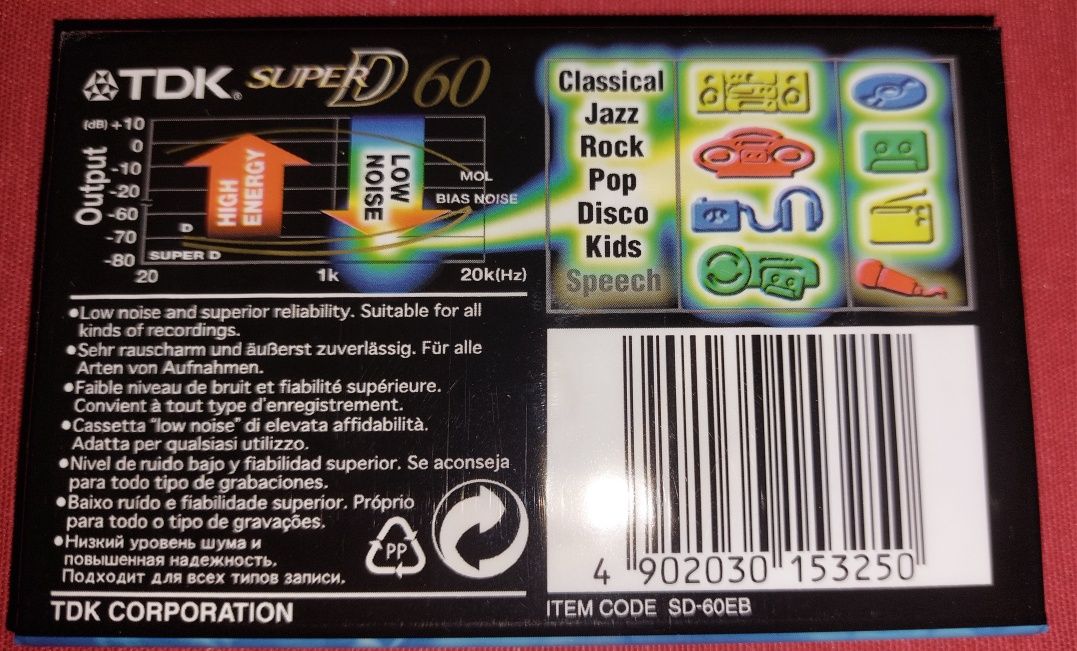 TDK® SUPER D 60
(dB) +10
0
-10
-20
-60
-70
-80
Output
HIGH ENERGY
LOW NOISE
MOL
BIAS NOISE
D
SUPER D
20 1k 20k(Hz)
Classical
Jazz
Rock
Pop
Disco
Kids
Speech
•Low noise and superior reliability. Suitable for all
kinds of recordings.
•Sehr rauscharm und äußerst zuverlässig. Für alle
Arten von Aufnahmen.
•Faible niveau de bruit et fiabilité supérieure.
Convient à tout type d'enregistrement.
•Cassetta "low noise" di elevata affidabilità.
Adatta per qualsiasi utilizzo.
•Nivel de ruido bajo y fiabilidad superior. Se aconseja
para todo tipo de grabaciones.
•Baixo ruído e fiabilidade superior. Próprio
para todo o tipo de gravações.
•Низкий уровень шума и
повышенная надежность.
Подходит для всех типов записи.
PP
TDK CORPORATION
4 902030 153250
ITEM CODE SD-60EB